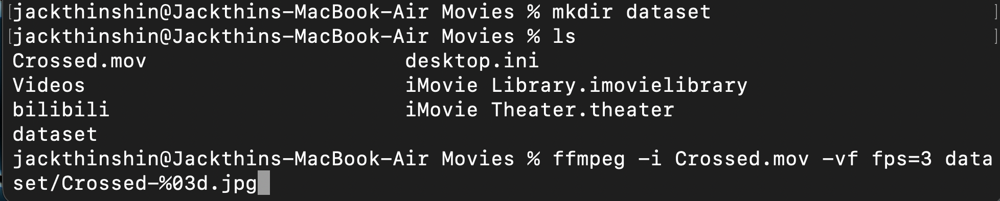 [jackthinshin@Jackthins-MacBook-Air Movies % mkdir dataset ]
[jackthinshin@Jackthins-MacBook-Air Movies % ls ]
Crossed.mov desktop.ini
Videos iMovie Library.imovielibrary
bilibili iMovie Theater.theater
dataset
jackthinshin@Jackthins-MacBook-Air Movies % ffmpeg -i Crossed.mov -vf fps=3 data
set/Crossed-%03d.jpg